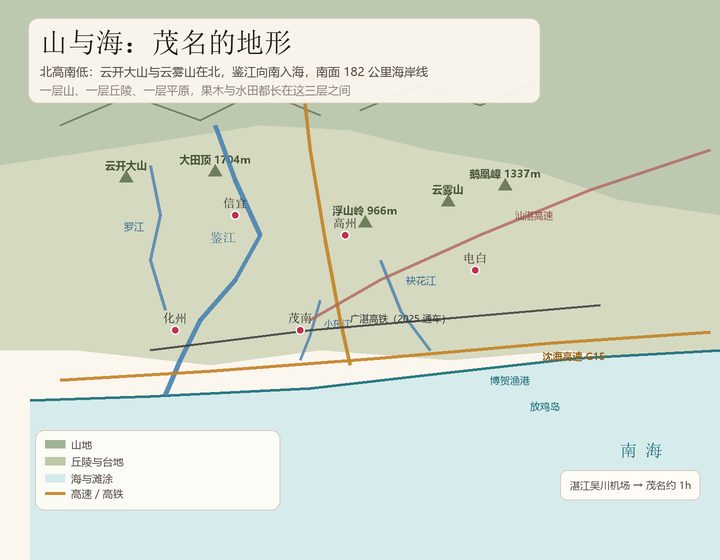 山与海：茂名的地形
北高南低：云开大山与云雾山在北，鉴江向南入海，南面 182 公里海岸线
一层山、一层丘陵、一层平原，果木与水田都长在这三层之间
云开大山
大田顶 1704m
鹅凰嶂 1337m
云雾山
信宜
浮山岭 966m
高州
汕湛高速
罗江
鉴江
电白
袂花江
化州
茂南
小东江
广湛高铁（2025 通车）
沈海高速 G15
博贺渔港
放鸡岛
南 海
山地
丘陵与台地
海与滩涂
高速 / 高铁
湛江吴川机场 → 茂名约 1h